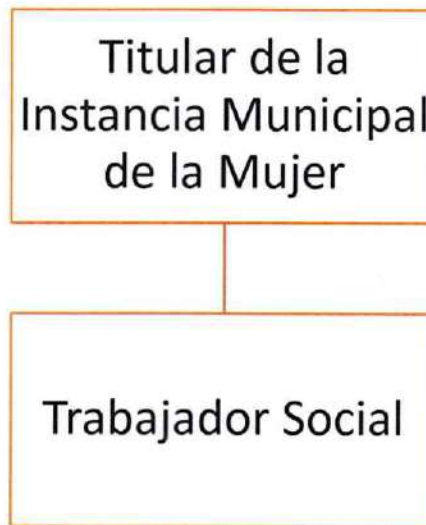 Titular de la
Instancia Municipal
de la Mujer
Trabajador Social